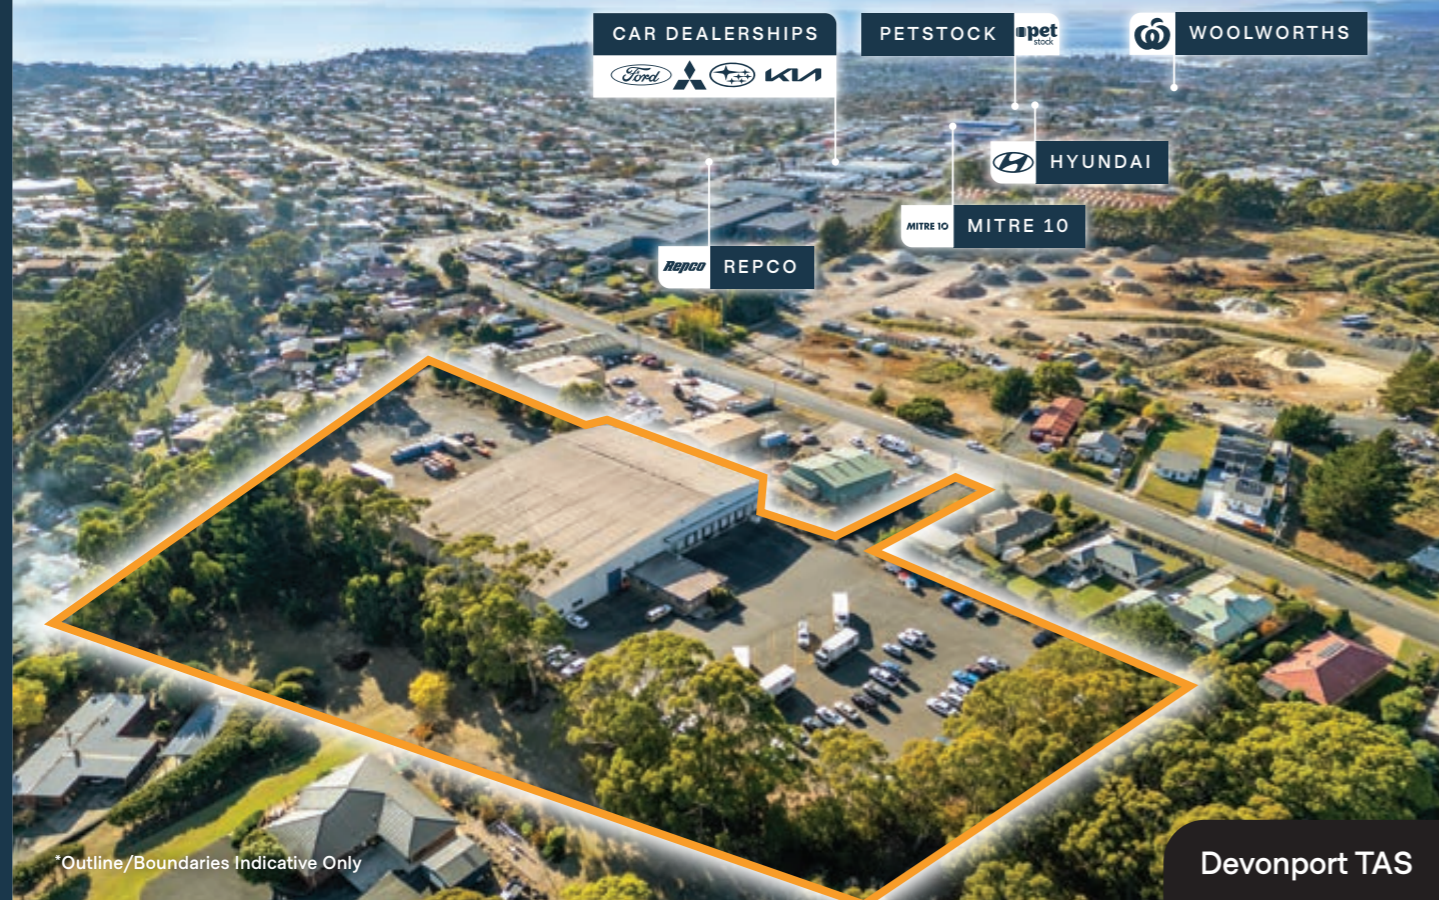 CAR DEALERSHIPS
Ford KIA
PETSTOCK
pet
stock
WOOLWORTHS
HYUNDAI
MITRE 10 MITRE 10
Repco REPCO
*Outline/Boundaries Indicative Only
Devonport TAS